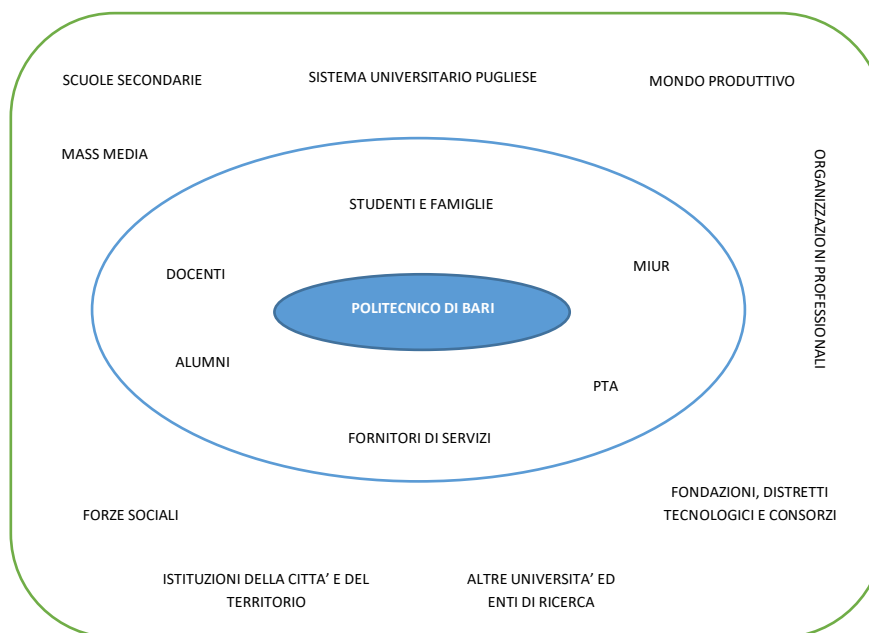 SCUOLE SECONDARIE
SISTEMA UNIVERSITARIO PUGLIESE
MONDO PRODUTTIVO
MASS MEDIA
ORGANIZZAZIONI PROFESSIONALI
STUDENTI E FAMIGLIE
DOCENTI
MIUR
POLITECNICO DI BARI
ALUMNI
PTA
FORNITORI DI SERVIZI
FONDAZIONI, DISTRETTI
TECNOLOGICI E CONSORZI
FORZE SOCIALI
ISTITUZIONI DELLA CITTA’ E DEL
TERRITORIO
ALTRE UNIVERSITA’ ED
ENTI DI RICERCA